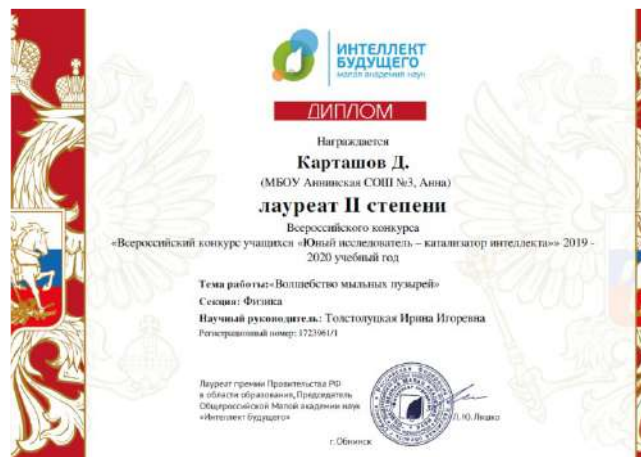 ИНТЕЛЛЕКТ
БУДУЩЕГО
малая академия наук
ДИПЛОМ
Награждается
Карташов Д.
(МБОУ Аннинская СОШ №3, Анна)
лауреат II степени
Всероссийского конкурса
«Всероссийский конкурс учащихся «Юный исследователь – катализатор интеллекта»» 2019 -
2020 учебный год
Тема работы:«Волшебство мыльных пузырей»
Секция: Физика
Научный руководитель: Толстолуцкая Ирина Игоревна
Регистрационный номер: 1723961/1
Лауреат премии Правительства РФ
в области образования, Председатель
Общероссийской Малой академии наук
«Интеллект будущего»
Л.Ю. Ляшко
г. Обнинск